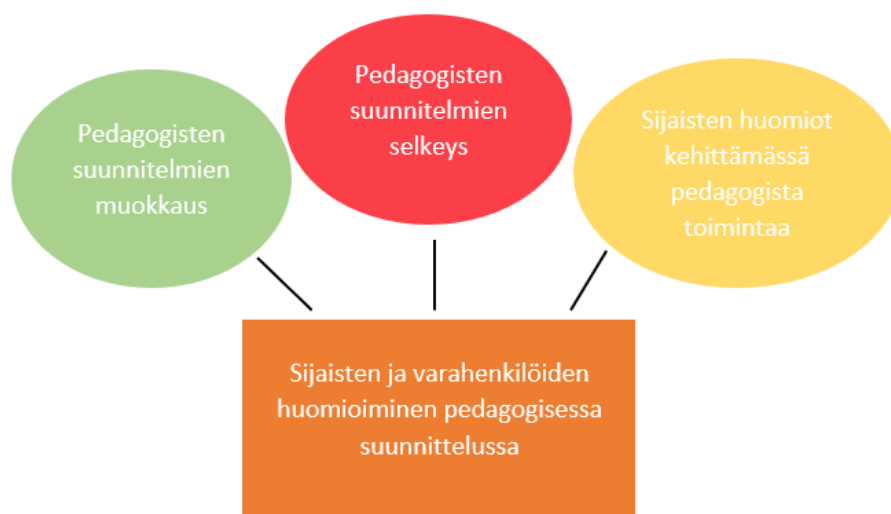 Pedagogisten
suunnitelmien
muokkaus
Pedagogisten
suunnitelmien
selkeys
Sijaisten huomiot
kehittämässä
pedagogista
toimintaa
Sijaisten ja varahenkilöiden
huomioiminen pedagogisessa
suunnittelussa